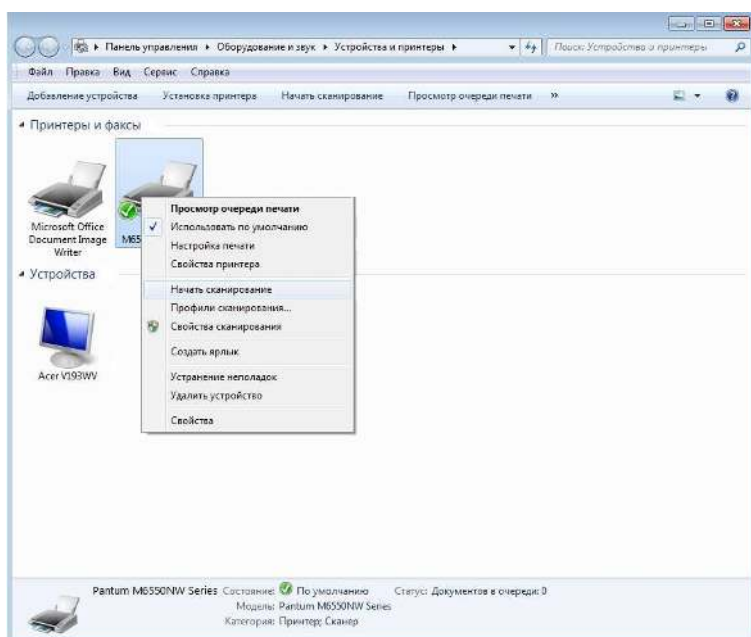 Панель управления ▸ Оборудование и звук ▸ Устройства и принтеры ▸
Поиск: Устройства и принтеры
Файл Правка Вид Сервис Справка
Добавление устройства Установка принтера Начать сканирование Просмотр очереди печати »
Принтеры и факсы
Microsoft Office
Document Image
Writer
M65
Просмотр очереди печати
Использовать по умолчанию
Настройка печати
Свойства принтера
Начать сканирование
Профили сканирования...
Свойства сканирования
Создать ярлык
Устранение неполадок
Удалить устройство
Свойства
Устройства
Acer V193WV
Pantum M6550NW Series Состояние: По умолчанию Статус: Документов в очереди: 0
Модель: Pantum M6550NW Series
Категория: Принтер; Сканер